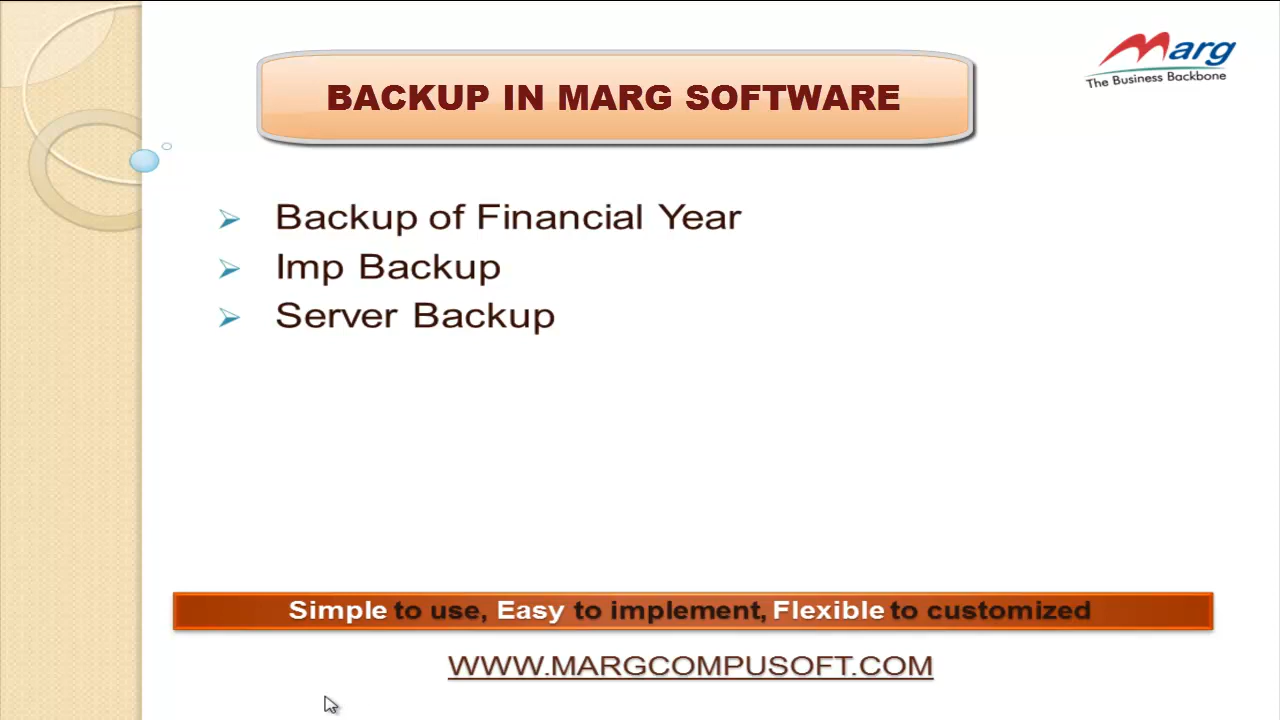 Marg
The Business Backbone
BACKUP IN MARG SOFTWARE
Backup of Financial Year
Imp Backup
Server Backup
Simple to use, Easy to implement, Flexible to customized
WWW.MARGCOMPUSOFT.COM